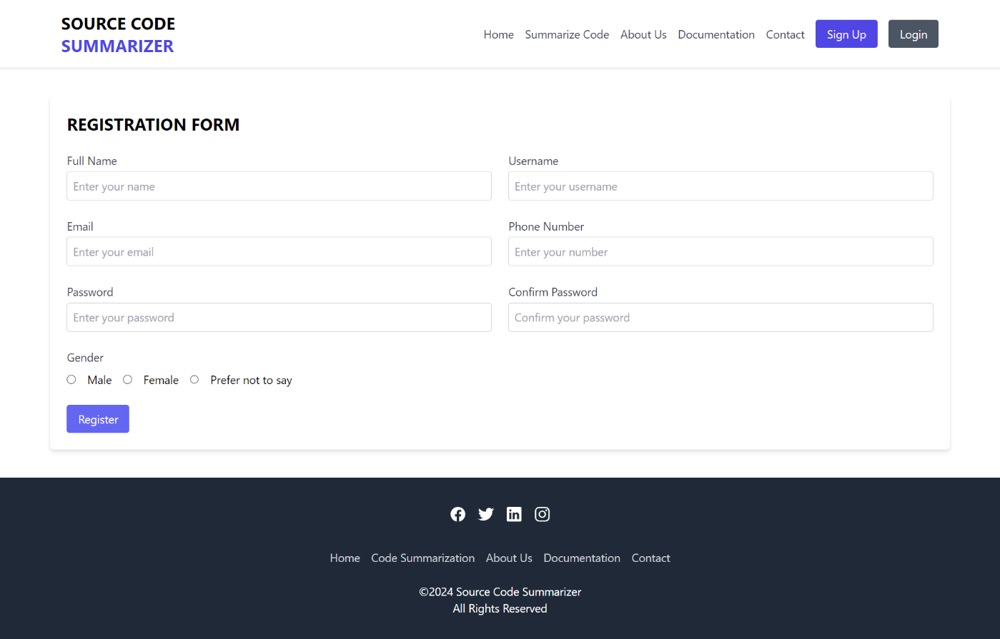 SOURCE CODE
SUMMARIZER
Home Summarize Code About Us Documentation Contact Sign Up Login
REGISTRATION FORM
Full Name Username
Enter your name Enter your username
Email Phone Number
Enter your email Enter your number
Password Confirm Password
Enter your password Confirm your password
Gender
Male Female Prefer not to say
Register
Home Code Summarization About Us Documentation Contact
©2024 Source Code Summarizer
All Rights Reserved